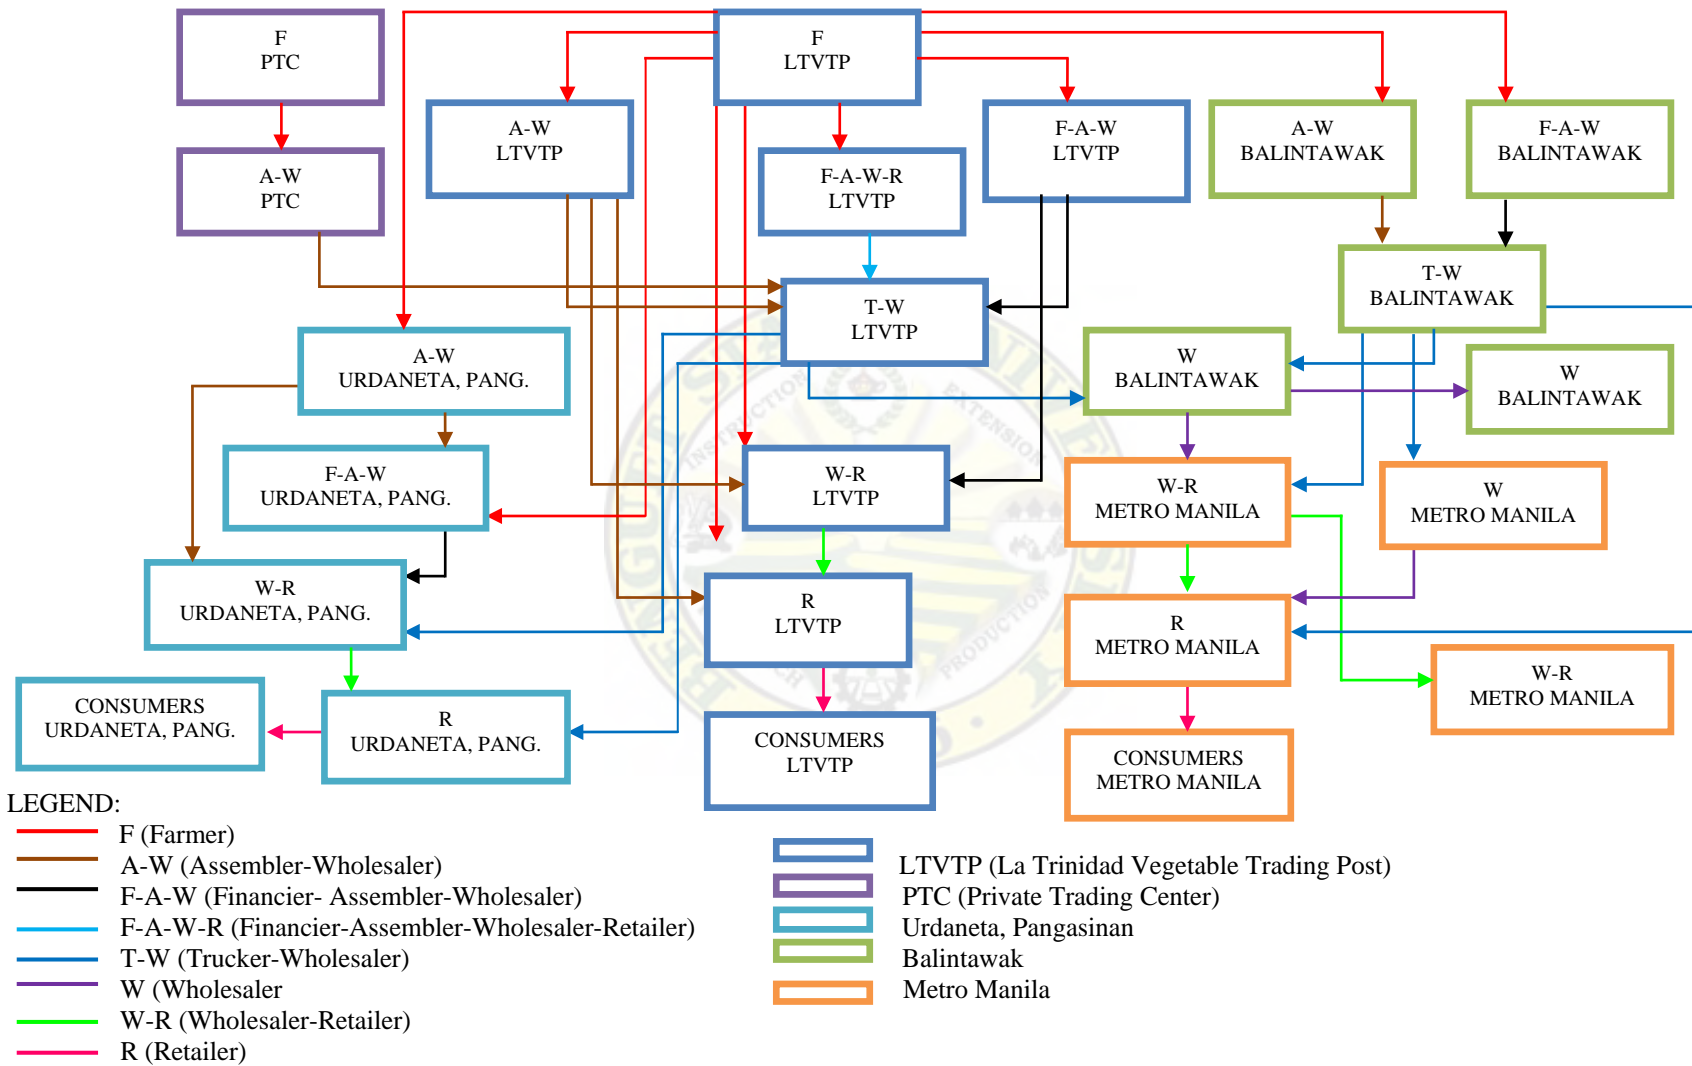 F
PTC
F
LTVTP
A-W
LTVTP
F-A-W
LTVTP
A-W
BALINTAWAK
F-A-W
BALINTAWAK
A-W
PTC
F-A-W-R
LTVTP
T-W
BALINTAWAK
T-W
LTVTP
A-W
URDANETA, PANG.
W
BALINTAWAK
W
BALINTAWAK
F-A-W
URDANETA, PANG.
W-R
LTVTP
W-R
METRO MANILA
W
METRO MANILA
W-R
URDANETA, PANG.
R
LTVTP
R
METRO MANILA
W-R
METRO MANILA
CONSUMERS
URDANETA, PANG.
R
URDANETA, PANG.
CONSUMERS
LTVTP
CONSUMERS
METRO MANILA
INSTRUCTION
EXTENSION
PRODUCTION
LEGEND:
F (Farmer)
A-W (Assembler-Wholesaler)
F-A-W (Financier- Assembler-Wholesaler)
F-A-W-R (Financier-Assembler-Wholesaler-Retailer)
T-W (Trucker-Wholesaler)
W (Wholesaler
W-R (Wholesaler-Retailer)
R (Retailer)
LTVTP (La Trinidad Vegetable Trading Post)
PTC (Private Trading Center)
Urdaneta, Pangasinan
Balintawak
Metro Manila